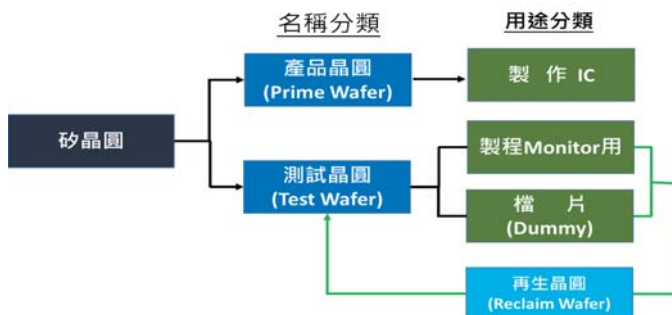 名稱分類
用途分類
矽晶圓
產品晶圓
(Prime Wafer)
製 作 IC
測試晶圓
(Test Wafer)
製程Monitor用
檔 片
(Dummy)
再生晶圓
(Reclaim Wafer)